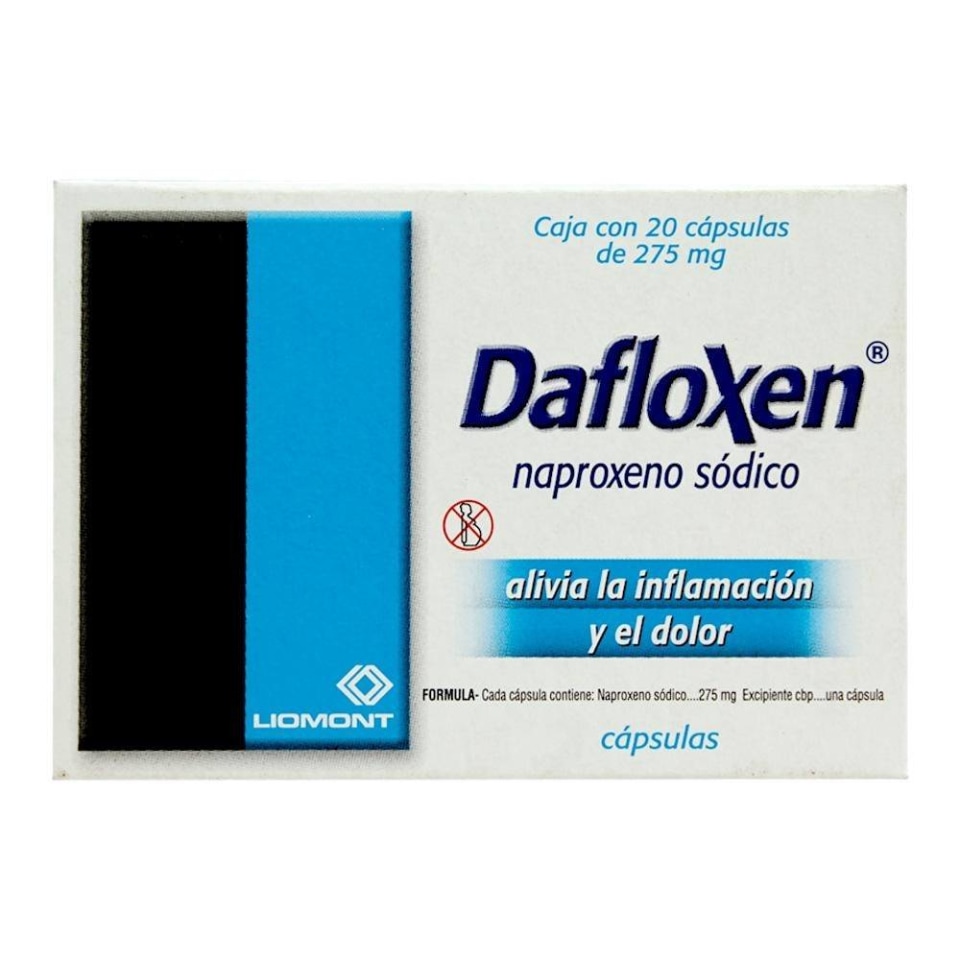 Caja con 20 cápsulas
de 275 mg
Dafloxen®
naproxeno sódico
alivia la inflamación
y el dolor
FORMULA- Cada cápsula contiene: Naproxeno sódico....275 mg Excipiente cbp....una cápsula
LIOMONT
cápsulas